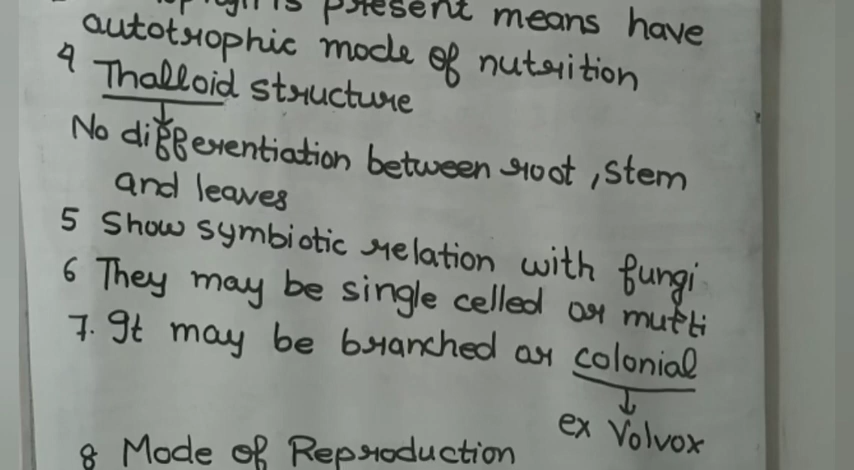 is present means have
autotrophic mode of nutrition
4 Thalloid structure
No differentiation between root, stem
and leaves
5 Show symbiotic relation with fungi
6 They may be single celled or multi
7. It may be branched or colonial
ex Volvox
8 Mode of Reproduction